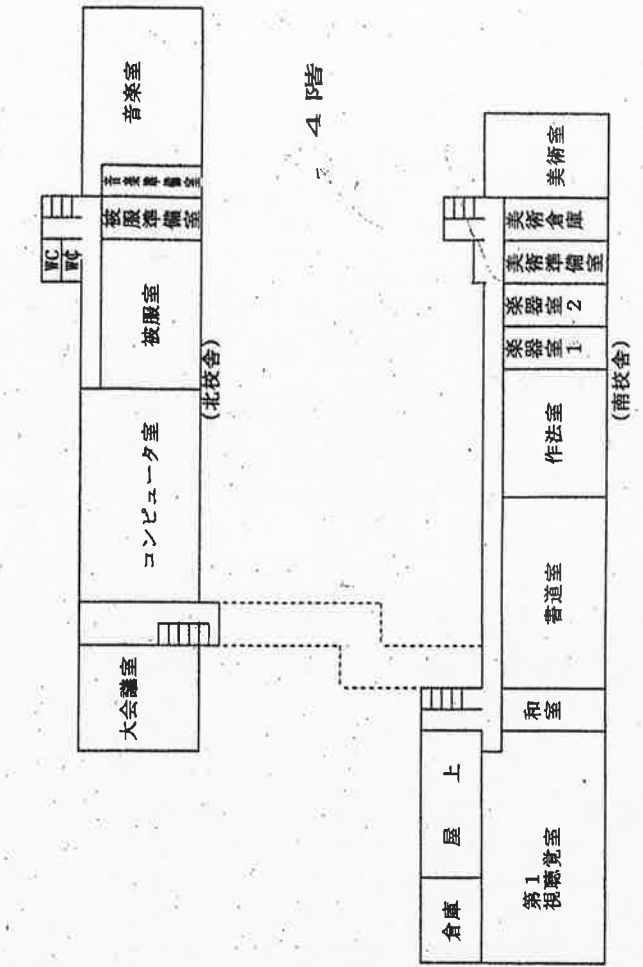 4階
大会議室
コンピュータ室
被服室
被服準備室
音楽準備室
音楽室
WC
WC
(北校舎)
倉庫
屋上
第1
視聴覚室
和室
書道室
作法室
楽器室1
楽器室2
美術準備室
美術倉庫
美術室
(南校舎)